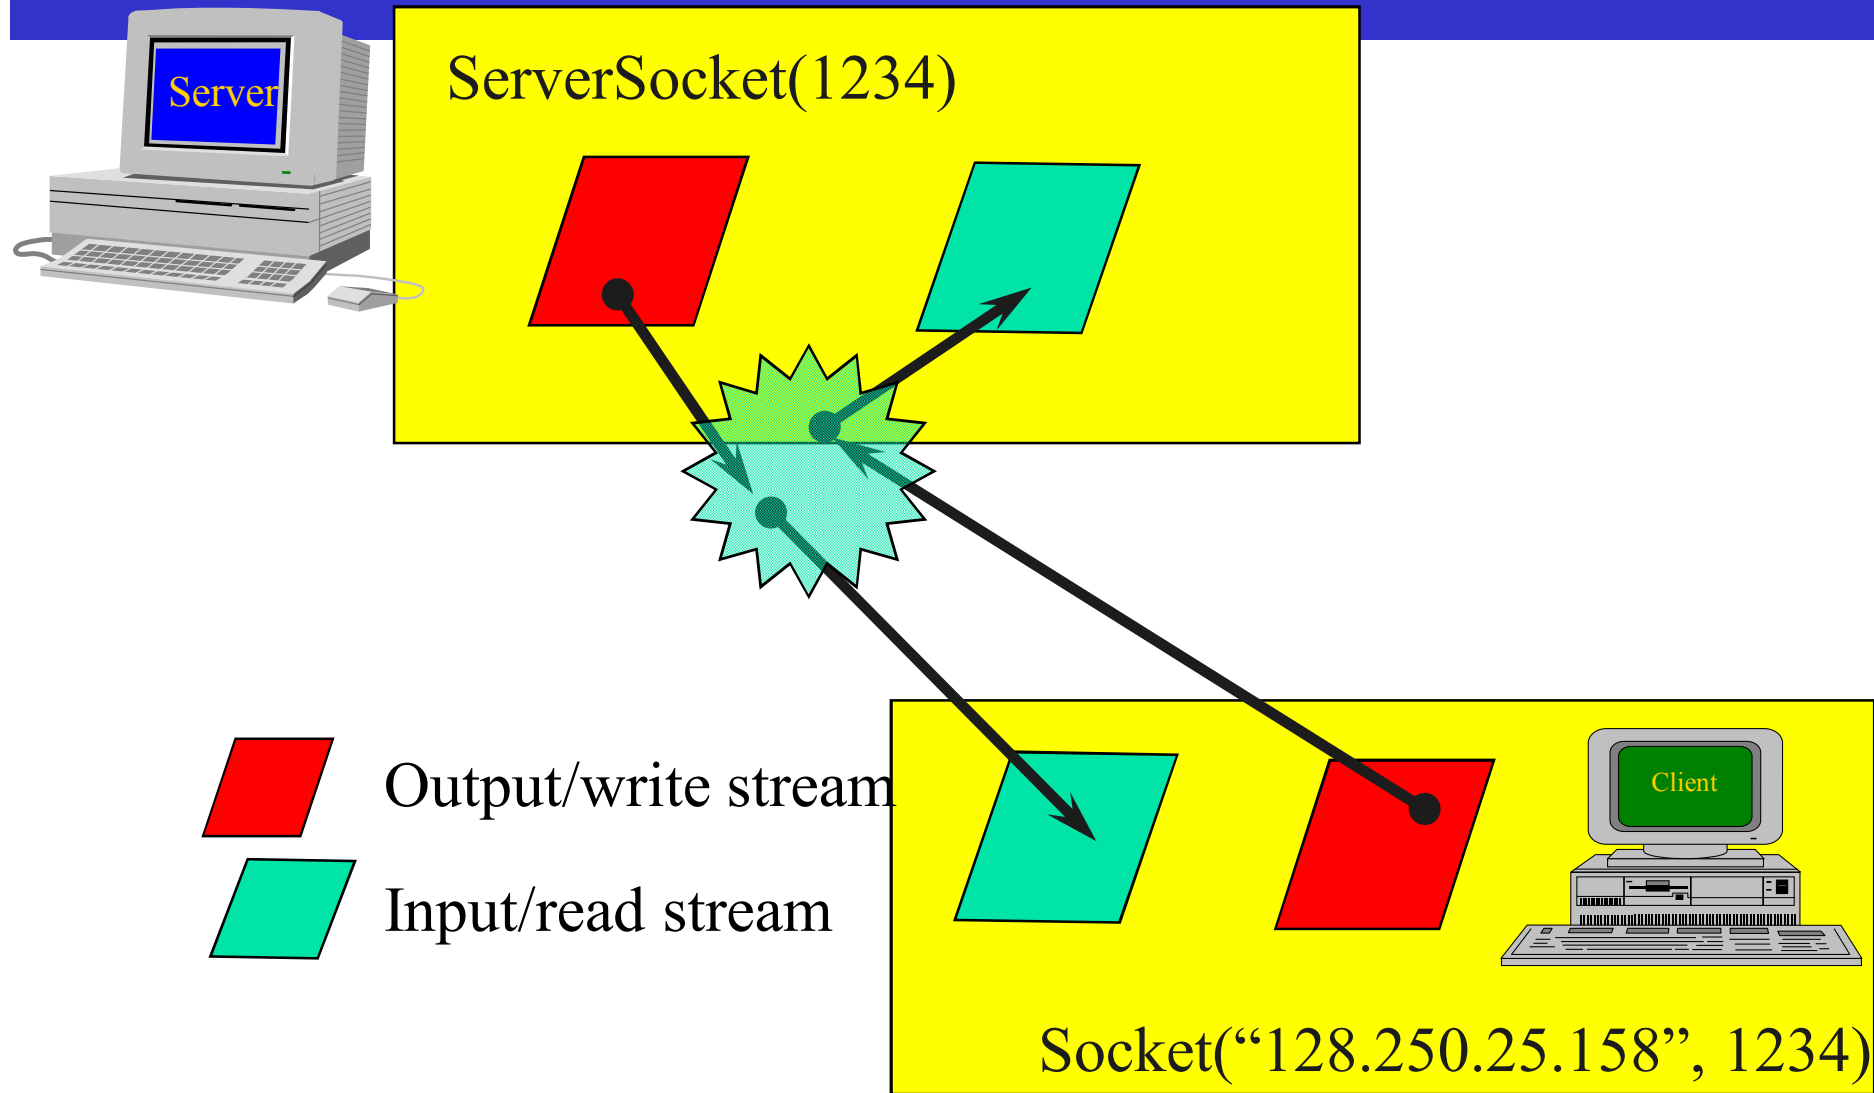 Server
ServerSocket(1234)
Output/write stream
Client
Input/read stream
Socket(“128.250.25.158”, 1234)